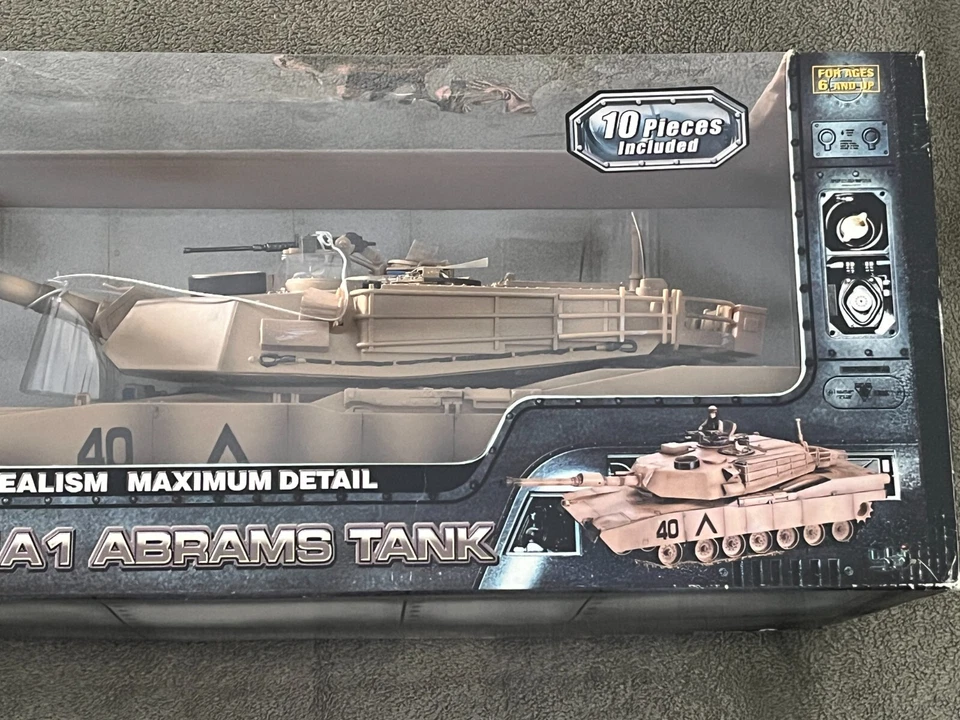 FOR AGES
6 AND UP
10 Pieces
Included
40
EALISM MAXIMUM DETAIL
A1 ABRAMS TANK
40